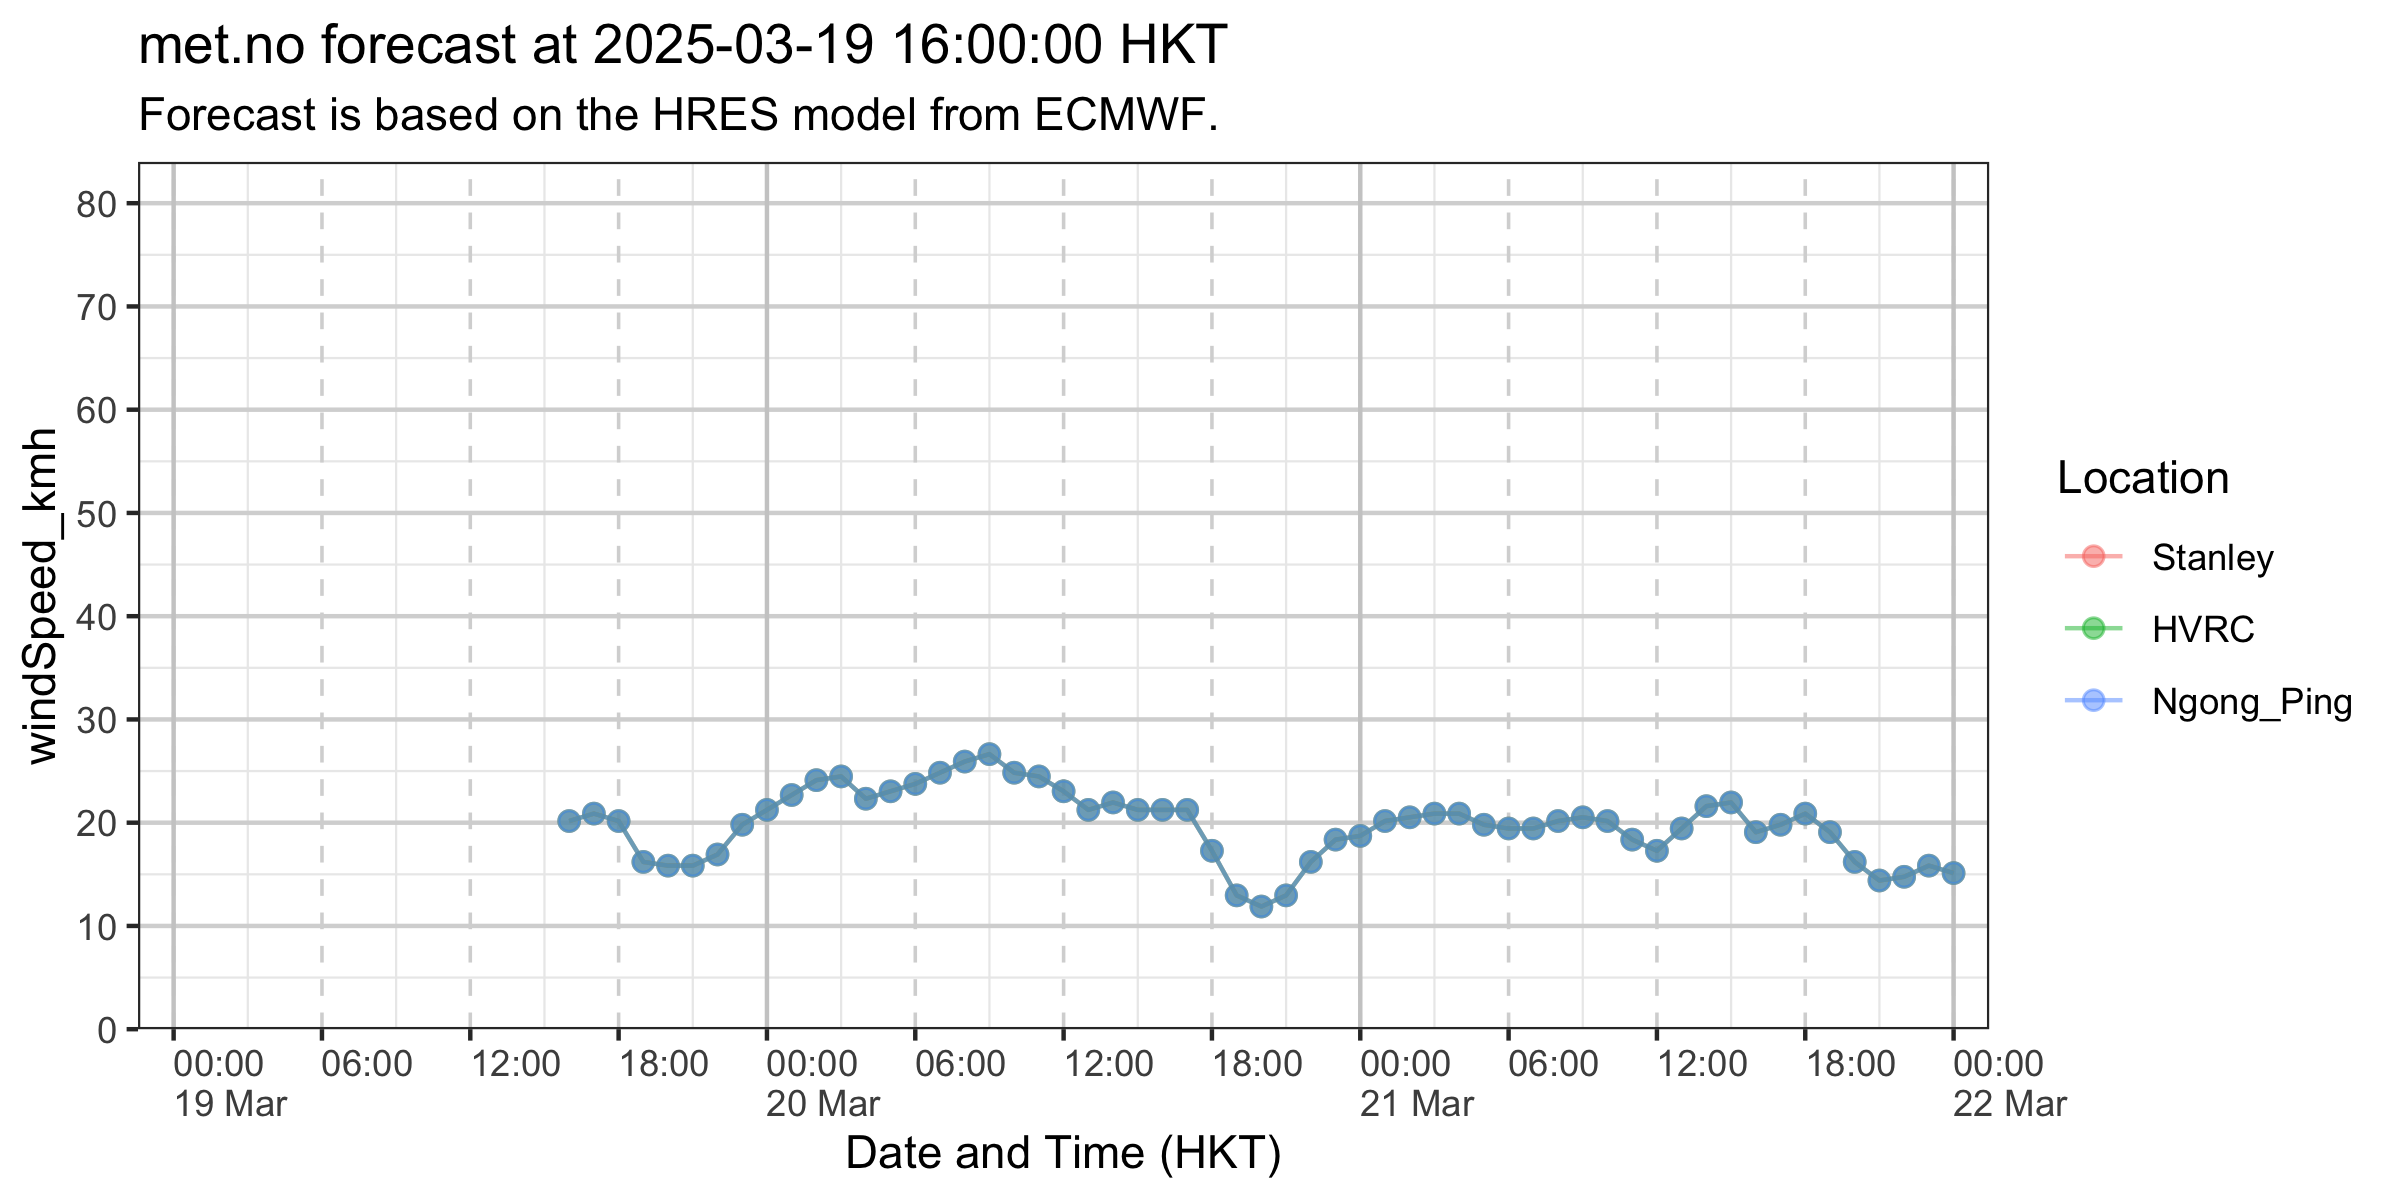 met.no forecast at 2025-03-19 16:00:00 HKT
Forecast is based on the HRES model from ECMWF.
windSpeed_kmh
80
70
60
50
40
30
20
10
0
00:00 06:00 12:00 18:00 00:00 06:00 12:00 18:00 00:00 06:00 12:00 18:00 00:00
19 Mar 20 Mar 21 Mar 22 Mar
Date and Time (HKT)
Location
Stanley
HVRC
Ngong_Ping